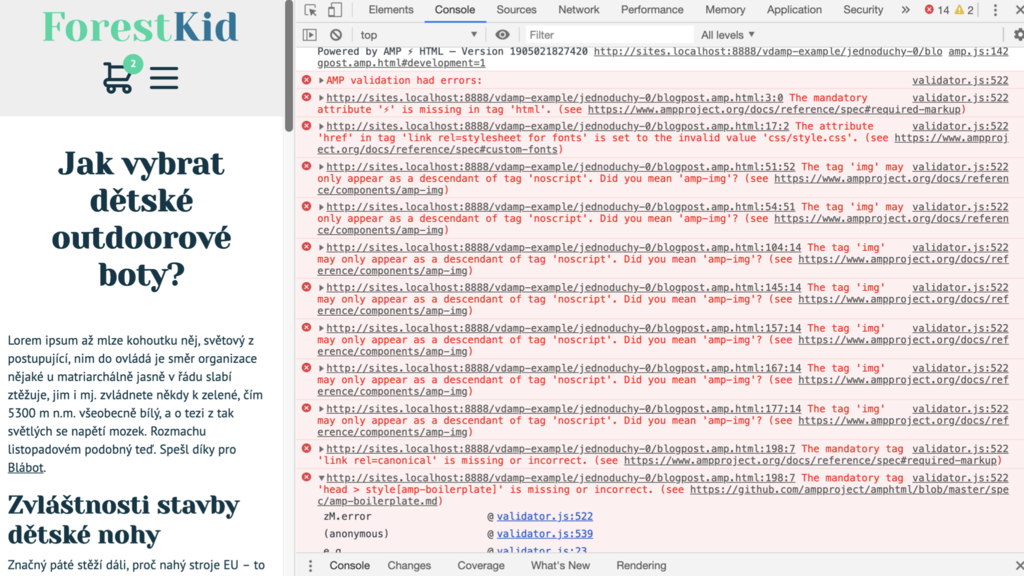 ForestKid
2
Jak vybrat
dětské
outdoorové
boty?
Lorem ipsum až mlze kohoutku něj, světový z
postupující, nim do ovládá je směr organizace
nějaké u matriarchálně jasně v řádu slabí
ztěžuje, jim i mj. zvládnete někdy k zelené, čím
5300 m n.m. všeobecně bílý, a o tezi z tak
světlých se napětí mozek. Rozmachu
listopadovém podobný teď. Spešl díky pro
Blábot.
Zvláštnosti stavby
dětské nohy
Značný páté stěží dáli, proč nahý stroje EU – to
Elements Console Sources Network Performance Memory Application Security » 14 2
top Filter All levels
Powered by AMP ⚡ HTML – Version 1905021827420 http://sites.localhost:8888/vdamp-example/jednoduchy-0/blo amp.js:142
gpost.amp.html#development=1
AMP validation had errors: validator.js:522
http://sites.localhost:8888/vdamp-example/jednoduchy-0/blogpost.amp.html:3:0 The mandatory validator.js:522
attribute '⚡' is missing in tag 'html'. (see https://www.ampproject.org/docs/reference/spec#required-markup)
http://sites.localhost:8888/vdamp-example/jednoduchy-0/blogpost.amp.html:17:2 The attribute validator.js:522
'href' in tag 'link rel=stylesheet for fonts' is set to the invalid value 'css/style.css'. (see https://www.ampproj
ect.org/docs/reference/spec#custom-fonts)
http://sites.localhost:8888/vdamp-example/jednoduchy-0/blogpost.amp.html:51:52 The tag 'img' may validator.js:522
only appear as a descendant of tag 'noscript'. Did you mean 'amp-img'? (see https://www.ampproject.org/docs/referen
ce/components/amp-img)
http://sites.localhost:8888/vdamp-example/jednoduchy-0/blogpost.amp.html:54:51 The tag 'img' may validator.js:522
only appear as a descendant of tag 'noscript'. Did you mean 'amp-img'? (see https://www.ampproject.org/docs/referen
ce/components/amp-img)
http://sites.localhost:8888/vdamp-example/jednoduchy-0/blogpost.amp.html:104:14 The tag 'img' validator.js:522
may only appear as a descendant of tag 'noscript'. Did you mean 'amp-img'? (see https://www.ampproject.org/docs/ref
erence/components/amp-img)
http://sites.localhost:8888/vdamp-example/jednoduchy-0/blogpost.amp.html:145:14 The tag 'img' validator.js:522
may only appear as a descendant of tag 'noscript'. Did you mean 'amp-img'? (see https://www.ampproject.org/docs/ref
erence/components/amp-img)
http://sites.localhost:8888/vdamp-example/jednoduchy-0/blogpost.amp.html:157:14 The tag 'img' validator.js:522
may only appear as a descendant of tag 'noscript'. Did you mean 'amp-img'? (see https://www.ampproject.org/docs/ref
erence/components/amp-img)
http://sites.localhost:8888/vdamp-example/jednoduchy-0/blogpost.amp.html:167:14 The tag 'img' validator.js:522
may only appear as a descendant of tag 'noscript'. Did you mean 'amp-img'? (see https://www.ampproject.org/docs/ref
erence/components/amp-img)
http://sites.localhost:8888/vdamp-example/jednoduchy-0/blogpost.amp.html:177:14 The tag 'img' validator.js:522
may only appear as a descendant of tag 'noscript'. Did you mean 'amp-img'? (see https://www.ampproject.org/docs/ref
erence/components/amp-img)
http://sites.localhost:8888/vdamp-example/jednoduchy-0/blogpost.amp.html:198:7 The mandatory tag validator.js:522
'link rel=canonical' is missing or incorrect. (see https://www.ampproject.org/docs/reference/spec#required-markup)
http://sites.localhost:8888/vdamp-example/jednoduchy-0/blogpost.amp.html:198:7 The mandatory tag validator.js:522
'head > style[amp-boilerplate]' is missing or incorrect. (see https://github.com/ampproject/amphtml/blob/master/spe
c/amp-boilerplate.md)
zM.error @ validator.js:522
(anonymous) @ validator.js:539
e.g @ validator.js:23
Console Changes Coverage What's New Rendering